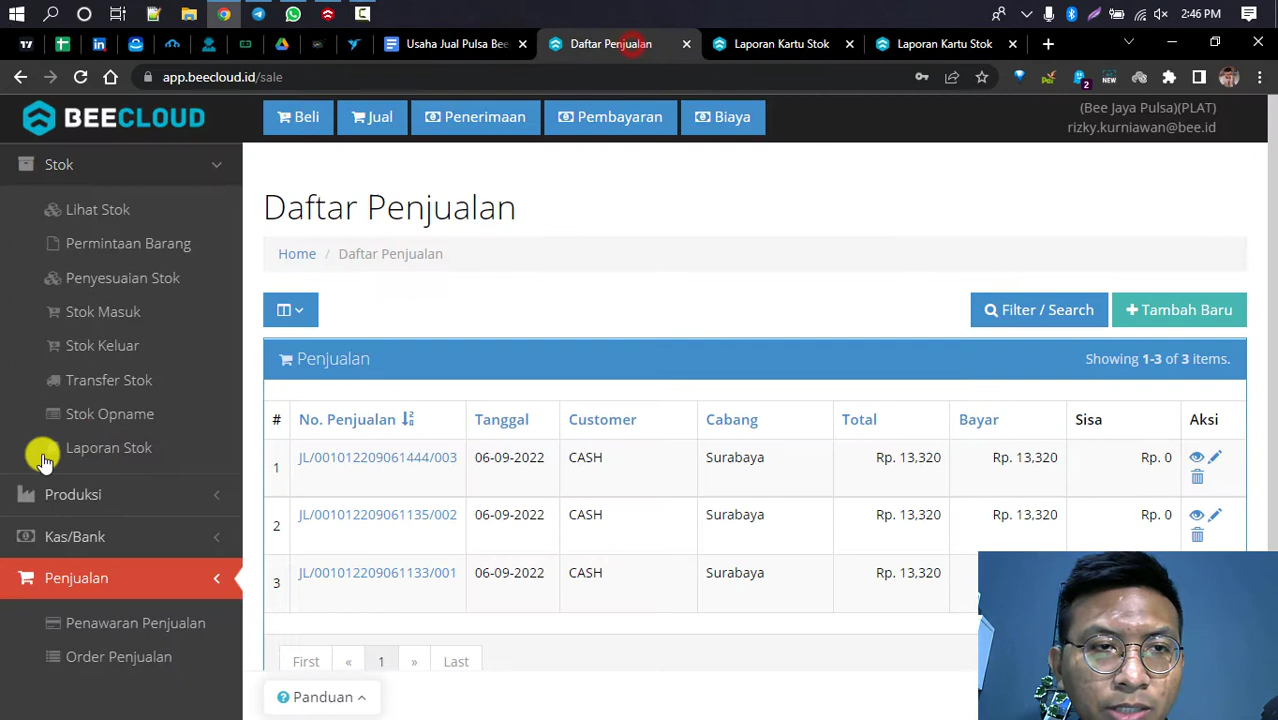 2:46 PM
Usaha Jual Pulsa Bee
Daftar Penjualan
Laporan Kartu Stok
Laporan Kartu Stok
app.beecloud.id/sale
NEW
2
BEECLOUD
Beli
Jual
Penerimaan
Pembayaran
Biaya
(Bee Jaya Pulsa)(PLAT)
rizky.kurniawan@bee.id
Stok
Lihat Stok
Permintaan Barang
Penyesuaian Stok
Stok Masuk
Stok Keluar
Transfer Stok
Stok Opname
Laporan Stok
Produksi
Kas/Bank
Penjualan
Penawaran Penjualan
Order Penjualan
Daftar Penjualan
Home / Daftar Penjualan
Filter / Search
Tambah Baru
Penjualan
Showing 1-3 of 3 items.
# No. Penjualan Tanggal Customer Cabang Total Bayar Sisa Aksi
1 JL/001012209061444/003 06-09-2022 CASH Surabaya Rp. 13,320 Rp. 13,320 Rp. 0
2 JL/001012209061135/002 06-09-2022 CASH Surabaya Rp. 13,320 Rp. 13,320 Rp. 0
3 JL/001012209061133/001 06-09-2022 CASH Surabaya Rp. 13,320
First « 1 » Last
Panduan